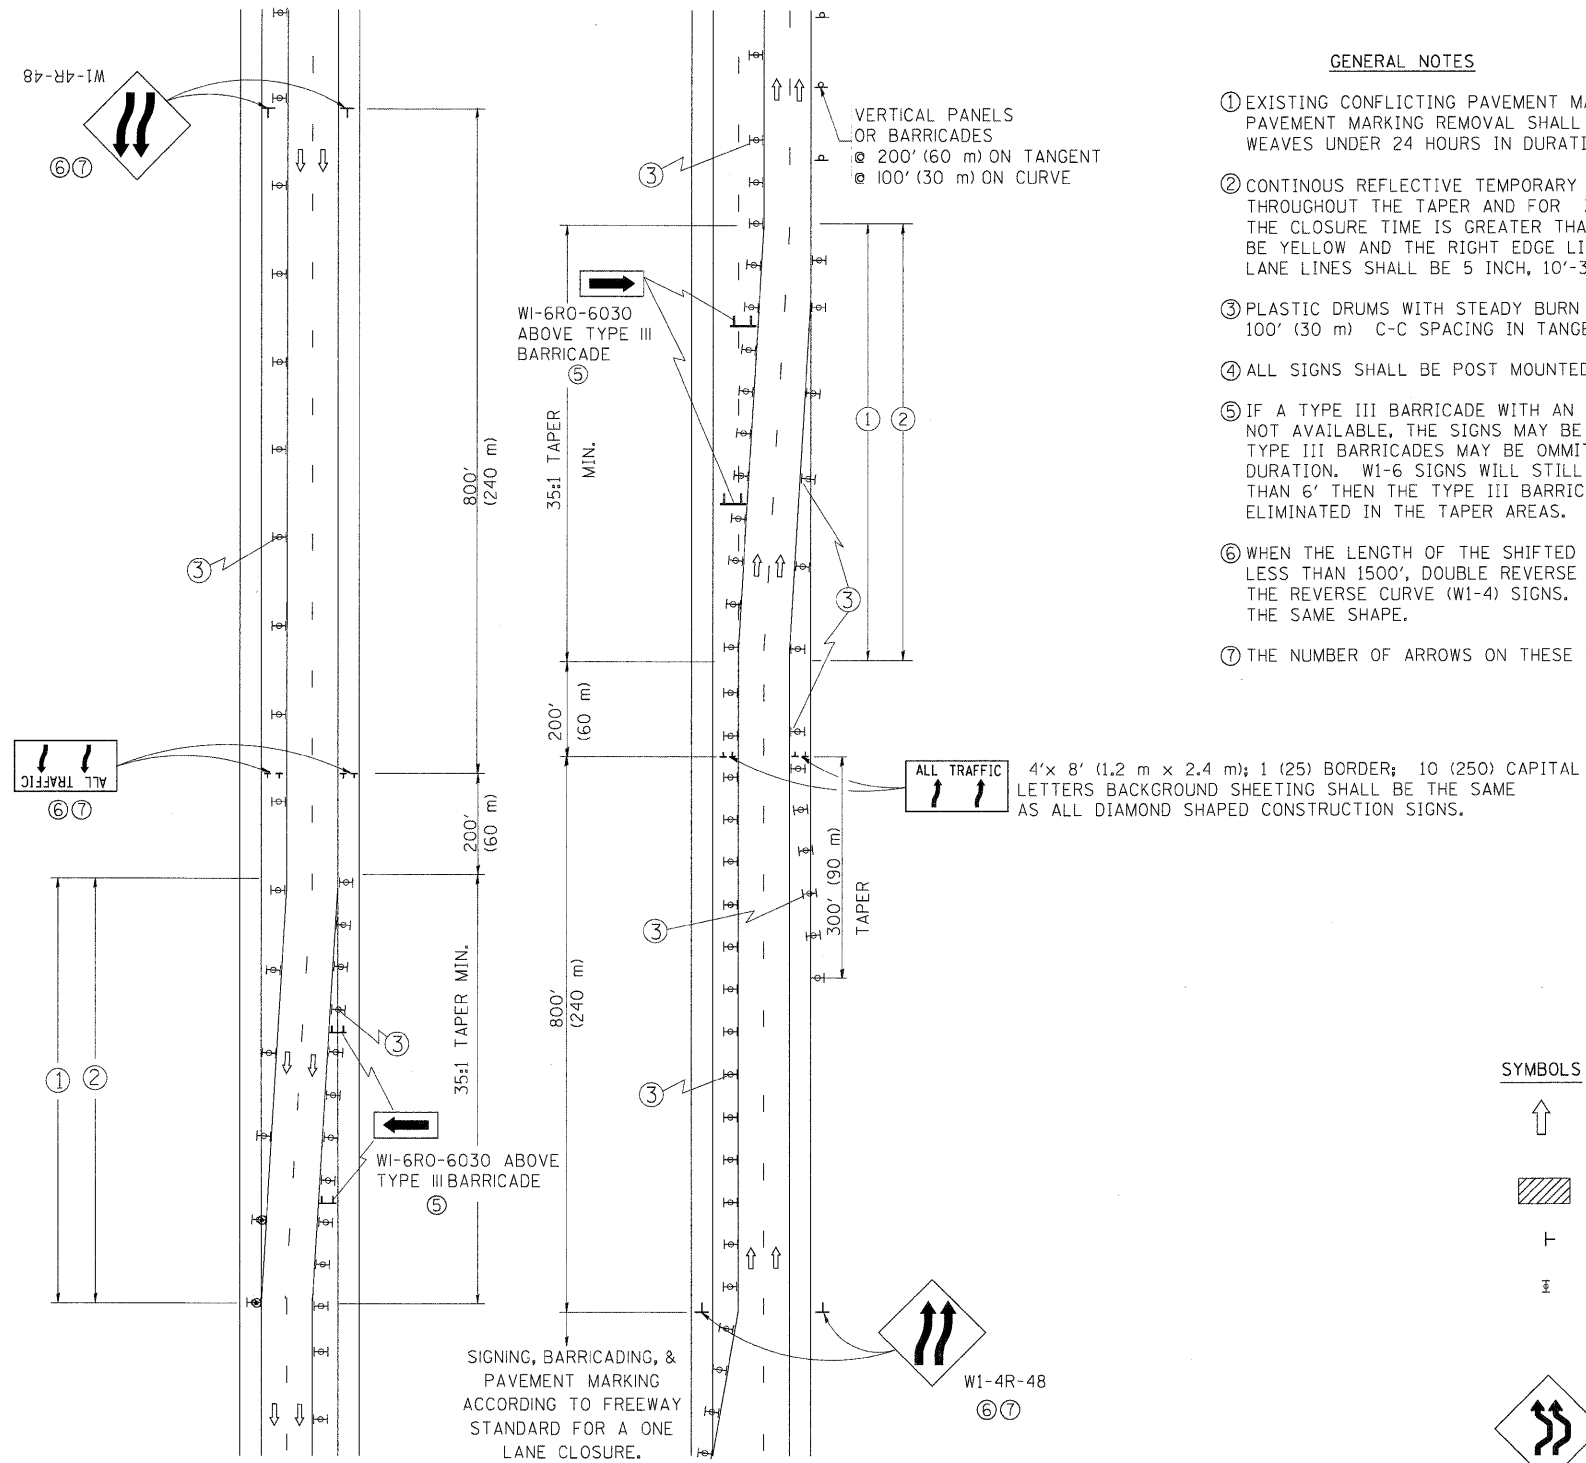 W1-4R-48
⑥⑦
800'
(240 m)
③
ALL TRAFFIC
⑥⑦
200'
(60 m)
①
②
35:1 TAPER MIN.
③
W1-6RO-6030 ABOVE
TYPE III BARRICADE
⑤
VERTICAL PANELS
OR BARRICADES
@ 200' (60 m) ON TANGENT
@ 100' (30 m) ON CURVE
③
W1-6RO-6030
ABOVE TYPE III
BARRICADE
⑤
35:1 TAPER
MIN.
①
②
③
200'
(60 m)
ALL TRAFFIC
4'x 8' (1.2 m x 2.4 m); 1 (25) BORDER; 10 (250) CAPITAL
LETTERS BACKGROUND SHEETING SHALL BE THE SAME
AS ALL DIAMOND SHAPED CONSTRUCTION SIGNS.
300' (90 m)
TAPER
③
800'
(240 m)
③
SIGNING, BARRICADING, &
PAVEMENT MARKING
ACCORDING TO FREEWAY
STANDARD FOR A ONE
LANE CLOSURE.
W1-4R-48
⑥⑦
GENERAL NOTES
① EXISTING CONFLICTING PAVEMENT MA
PAVEMENT MARKING REMOVAL SHALL
WEAVES UNDER 24 HOURS IN DURATI
② CONTINOUS REFLECTIVE TEMPORARY
THROUGHOUT THE TAPER AND FOR
THE CLOSURE TIME IS GREATER THA
BE YELLOW AND THE RIGHT EDGE LI
LANE LINES SHALL BE 5 INCH, 10'-3
③ PLASTIC DRUMS WITH STEADY BURN
100' (30 m) C-C SPACING IN TANGE
④ ALL SIGNS SHALL BE POST MOUNTED
⑤ IF A TYPE III BARRICADE WITH AN
NOT AVAILABLE, THE SIGNS MAY BE
TYPE III BARRICADES MAY BE OMMIT
DURATION. W1-6 SIGNS WILL STILL
THAN 6' THEN THE TYPE III BARRIC
ELIMINATED IN THE TAPER AREAS.
⑥ WHEN THE LENGTH OF THE SHIFTED
LESS THAN 1500', DOUBLE REVERSE
THE REVERSE CURVE (W1-4) SIGNS.
THE SAME SHAPE.
⑦ THE NUMBER OF ARROWS ON THESE
SYMBOLS